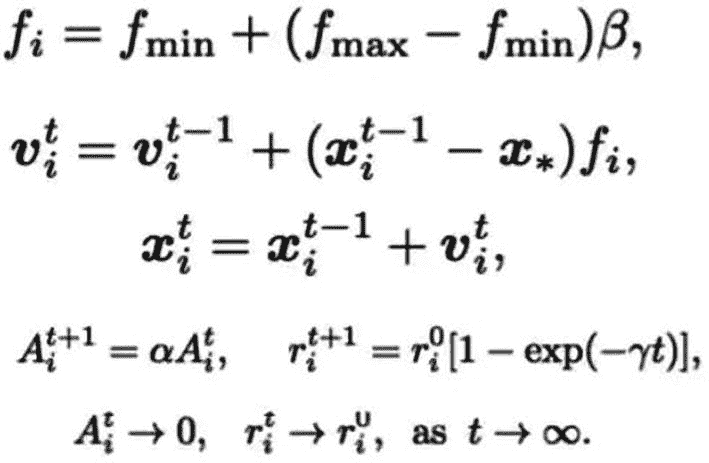 f_i = f_min + (f_max − f_min)β,
v_i^t = v_i^{t−1} + (x_i^{t−1} − x_*)f_i,
x_i^t = x_i^{t−1} + v_i^t,
A_i^{t+1} = αA_i^t, r_i^{t+1} = r_i^0[1 − exp(−γt)],
A_i^t → 0, r_i^t → r_i^0, as t → ∞.